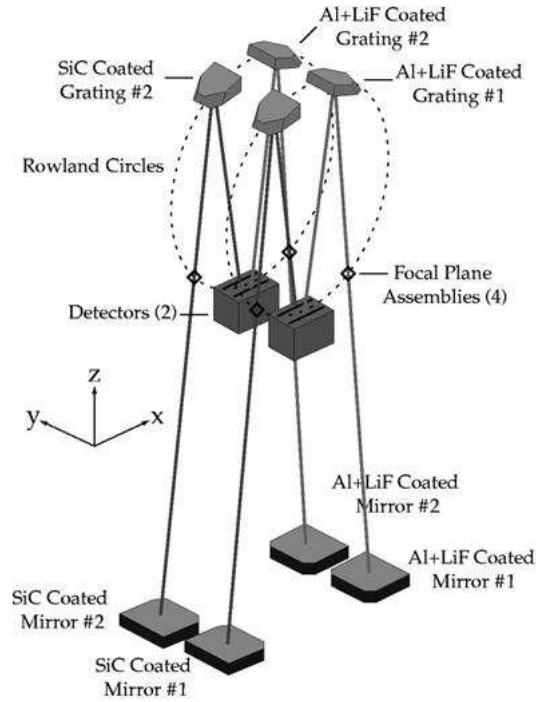 Al+LiF Coated
Grating #2
SiC Coated
Grating #2
Al+LiF Coated
Grating #1
Rowland Circles
Focal Plane
Assemblies (4)
Detectors (2)
z
y
x
Al+LiF Coated
Mirror #2
Al+LiF Coated
Mirror #1
SiC Coated
Mirror #2
SiC Coated
Mirror #1